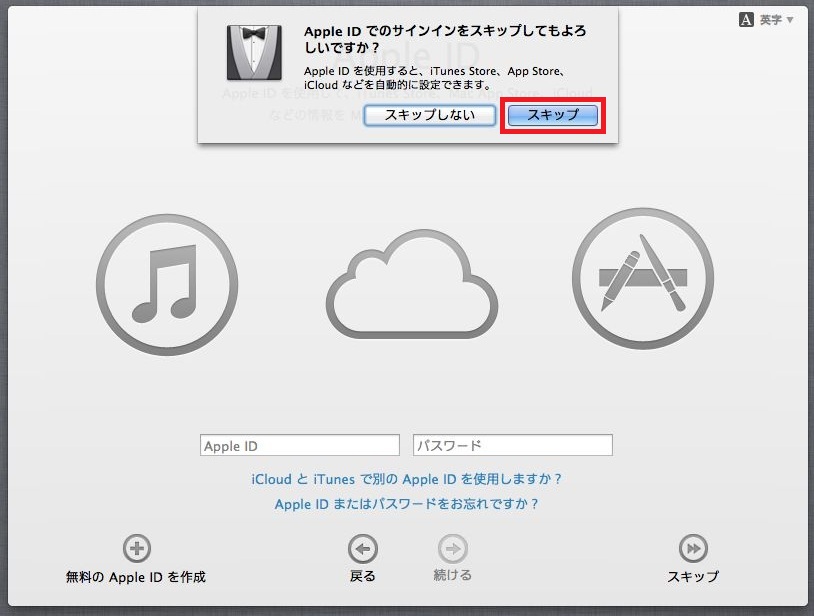 A 英字
Apple ID でのサインインをスキップしてもよろ
しいですか？
Apple ID を使用すると、iTunes Store、App Store、
iCloud などを自動的に設定できます。
スキップしない
スキップ
Apple ID
パスワード
iCloud と iTunes で別の Apple ID を使用しますか？
Apple ID またはパスワードをお忘れですか？
無料の Apple ID を作成
戻る
続ける
スキップ